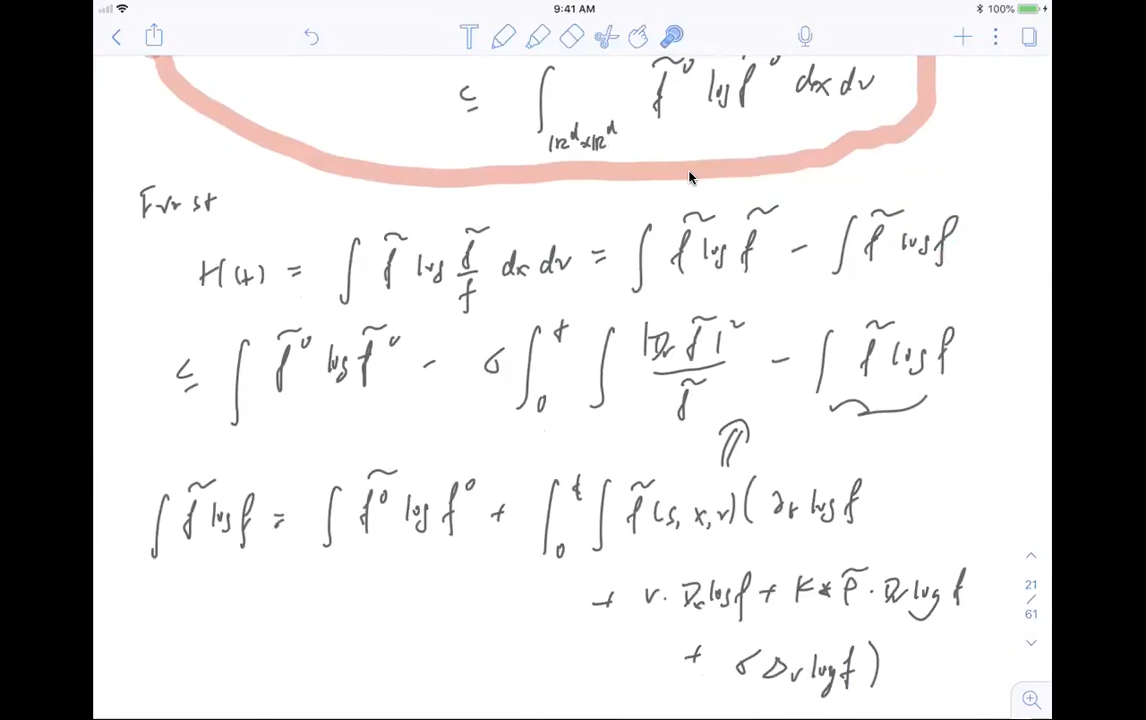 9:41 AM
100%
≤ ∫_{ℝ^d×ℝ^d} f̃⁰ log f̃⁰ dx dv
First
H(t) = ∫ f̃ log f̃/f dx dv = ∫ f̃ log f̃ − ∫ f̃ log f
≤ ∫ f̃⁰ log f̃⁰ − σ ∫₀ᵗ ∫ |∇ᵥ f̃|²/f̃ − ∫ f̃ log f
∫ f̃ log f = ∫ f̃⁰ log f⁰ + ∫₀ᵗ ∫ f̃(s, x, v)( ∂ₜ log f
+ v · ∇ₓ log f + K ⋆ ρ̃ · ∇ᵥ log f
+ σ Δᵥ log f )
21
/
61